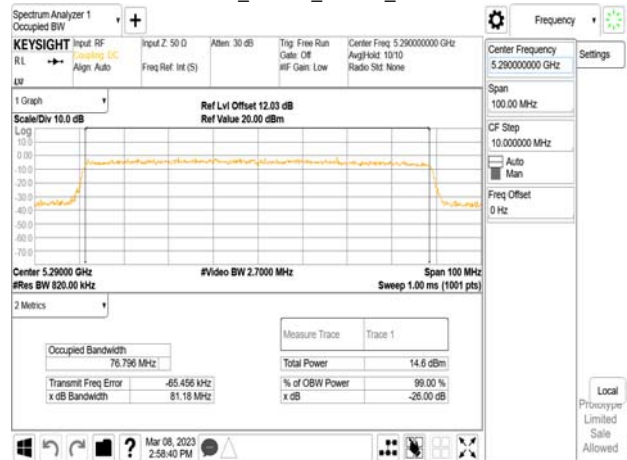 Spectrum Analyzer 1
Occupied BW
Frequency
KEYSIGHT
RL
Input: RF
Coupling: DC
Align: Auto
Input Z: 50 Ω
Freq Ref: Int (S)
Atten: 30 dB
Trig: Free Run
Gate: Off
#IF Gain: Low
Center Freq: 5.290000000 GHz
Avg|Hold: 10/10
Radio Std: None
Center Frequency
5.290000000 GHz
Settings
Span
100.00 MHz
CF Step
10.000000 MHz
Auto
Man
Freq Offset
0 Hz
1 Graph
Scale/Div 10.0 dB
Ref Lvl Offset 12.03 dB
Ref Value 20.00 dBm
Log
10.0
0.00
-10.0
-20.0
-30.0
-40.0
-50.0
-60.0
-70.0
Center 5.29000 GHz
#Res BW 820.00 kHz
#Video BW 2.7000 MHz
Span 100 MHz
Sweep 1.00 ms (1001 pts)
2 Metrics
Measure Trace
Trace 1
Occupied Bandwidth
76.796 MHz
Total Power
14.6 dBm
Transmit Freq Error
-65.456 kHz
% of OBW Power
99.00 %
x dB Bandwidth
81.18 MHz
x dB
-26.00 dB
Local
Prototype
Limited
Sale
Allowed
?
Mar 08, 2023
2:58:40 PM